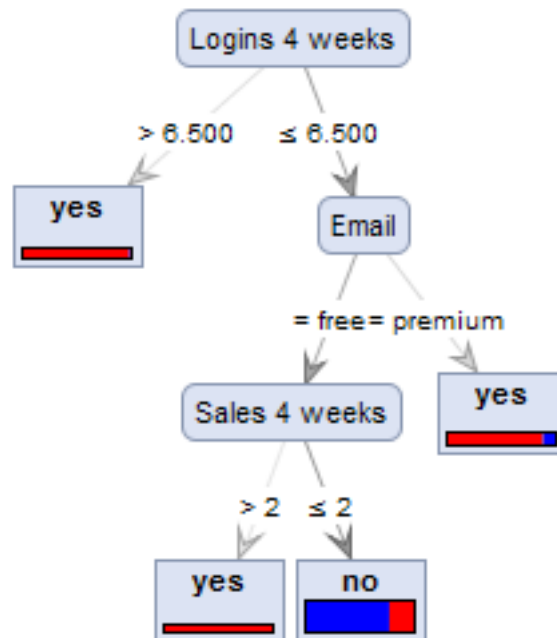 Logins 4 weeks
> 6.500 ≤ 6.500
yes
Email
= free = premium
Sales 4 weeks
yes
> 2 ≤ 2
yes
no